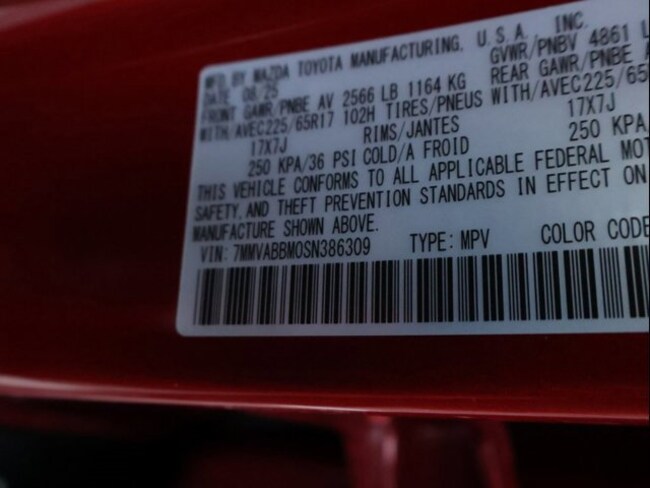 MFD BY MAZDA TOYOTA MANUFACTURING, U.S.A. INC.
DATE 08/25 GVWR/PNBV 4861 L
FRONT GAWR/PNBE AV 2566 LB 1164 KG REAR GAWR/PNBE A
WITH/AVEC225/65R17 102H TIRES/PNEUS WITH/AVEC225/65
17X7J RIMS/JANTES 17X7J
250 KPA/36 PSI COLD/A FROID 250 KPA
THIS VEHICLE CONFORMS TO ALL APPLICABLE FEDERAL MOT
SAFETY, AND THEFT PREVENTION STANDARDS IN EFFECT ON
MANUFACTURE SHOWN ABOVE.
VIN: 7MMVABBM0SN386309 TYPE: MPV COLOR CODE